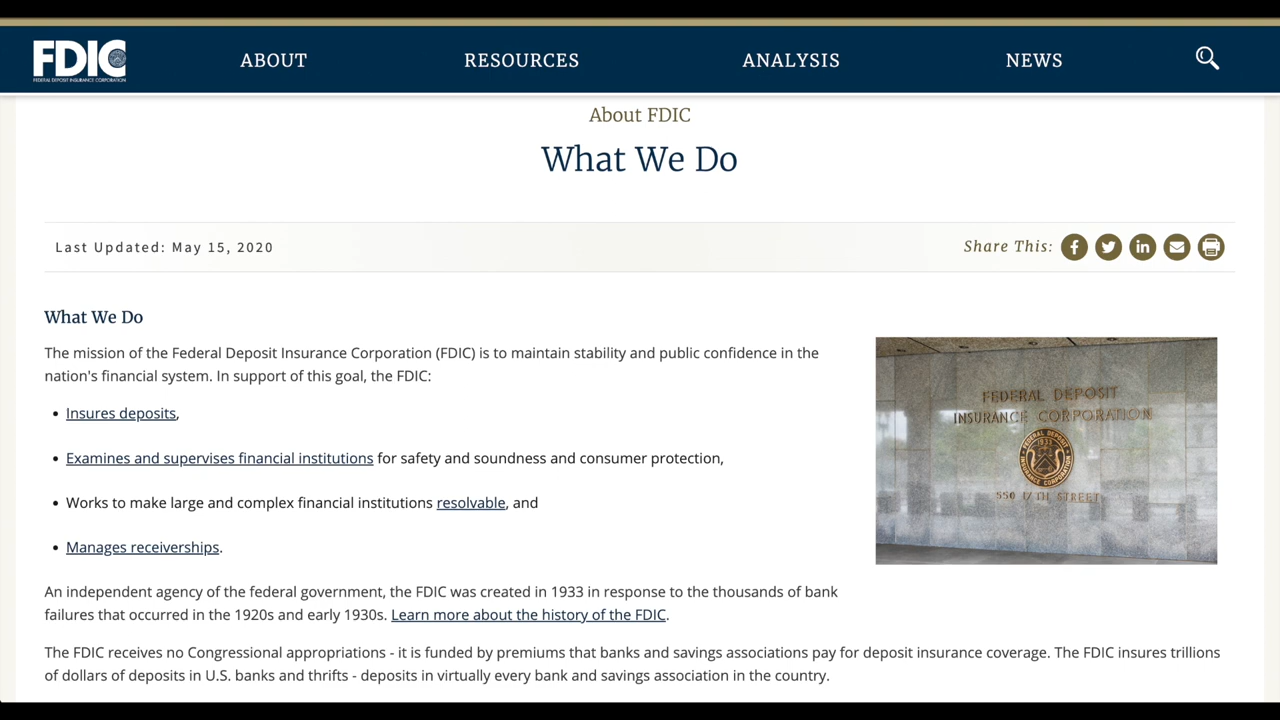 FDIC
FEDERAL DEPOSIT INSURANCE CORPORATION
ABOUT
RESOURCES
ANALYSIS
NEWS
About FDIC
What We Do
Last Updated: May 15, 2020
Share This:
What We Do
The mission of the Federal Deposit Insurance Corporation (FDIC) is to maintain stability and public confidence in the
nation's financial system. In support of this goal, the FDIC:
• Insures deposits,
• Examines and supervises financial institutions for safety and soundness and consumer protection,
• Works to make large and complex financial institutions resolvable, and
• Manages receiverships.
FEDERAL DEPOSIT
INSURANCE CORPORATION
FEDERAL DEPOSIT
1933
INSURANCE CORPORATION
550 17TH STREET
An independent agency of the federal government, the FDIC was created in 1933 in response to the thousands of bank
failures that occurred in the 1920s and early 1930s. Learn more about the history of the FDIC.
The FDIC receives no Congressional appropriations - it is funded by premiums that banks and savings associations pay for deposit insurance coverage. The FDIC insures trillions
of dollars of deposits in U.S. banks and thrifts - deposits in virtually every bank and savings association in the country.